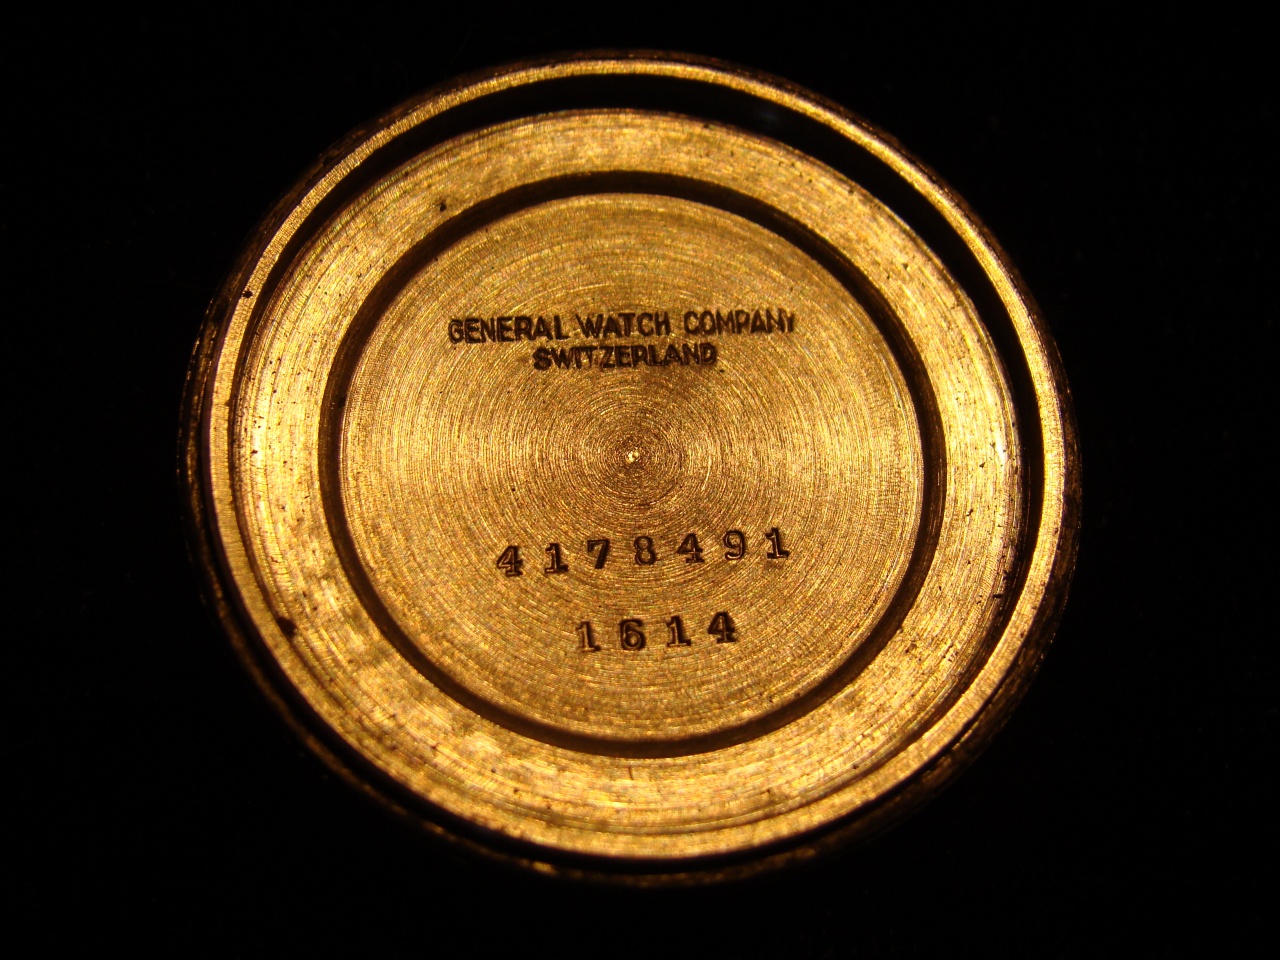 GENERAL WATCH COMPANY
SWITZERLAND
4178491
1614